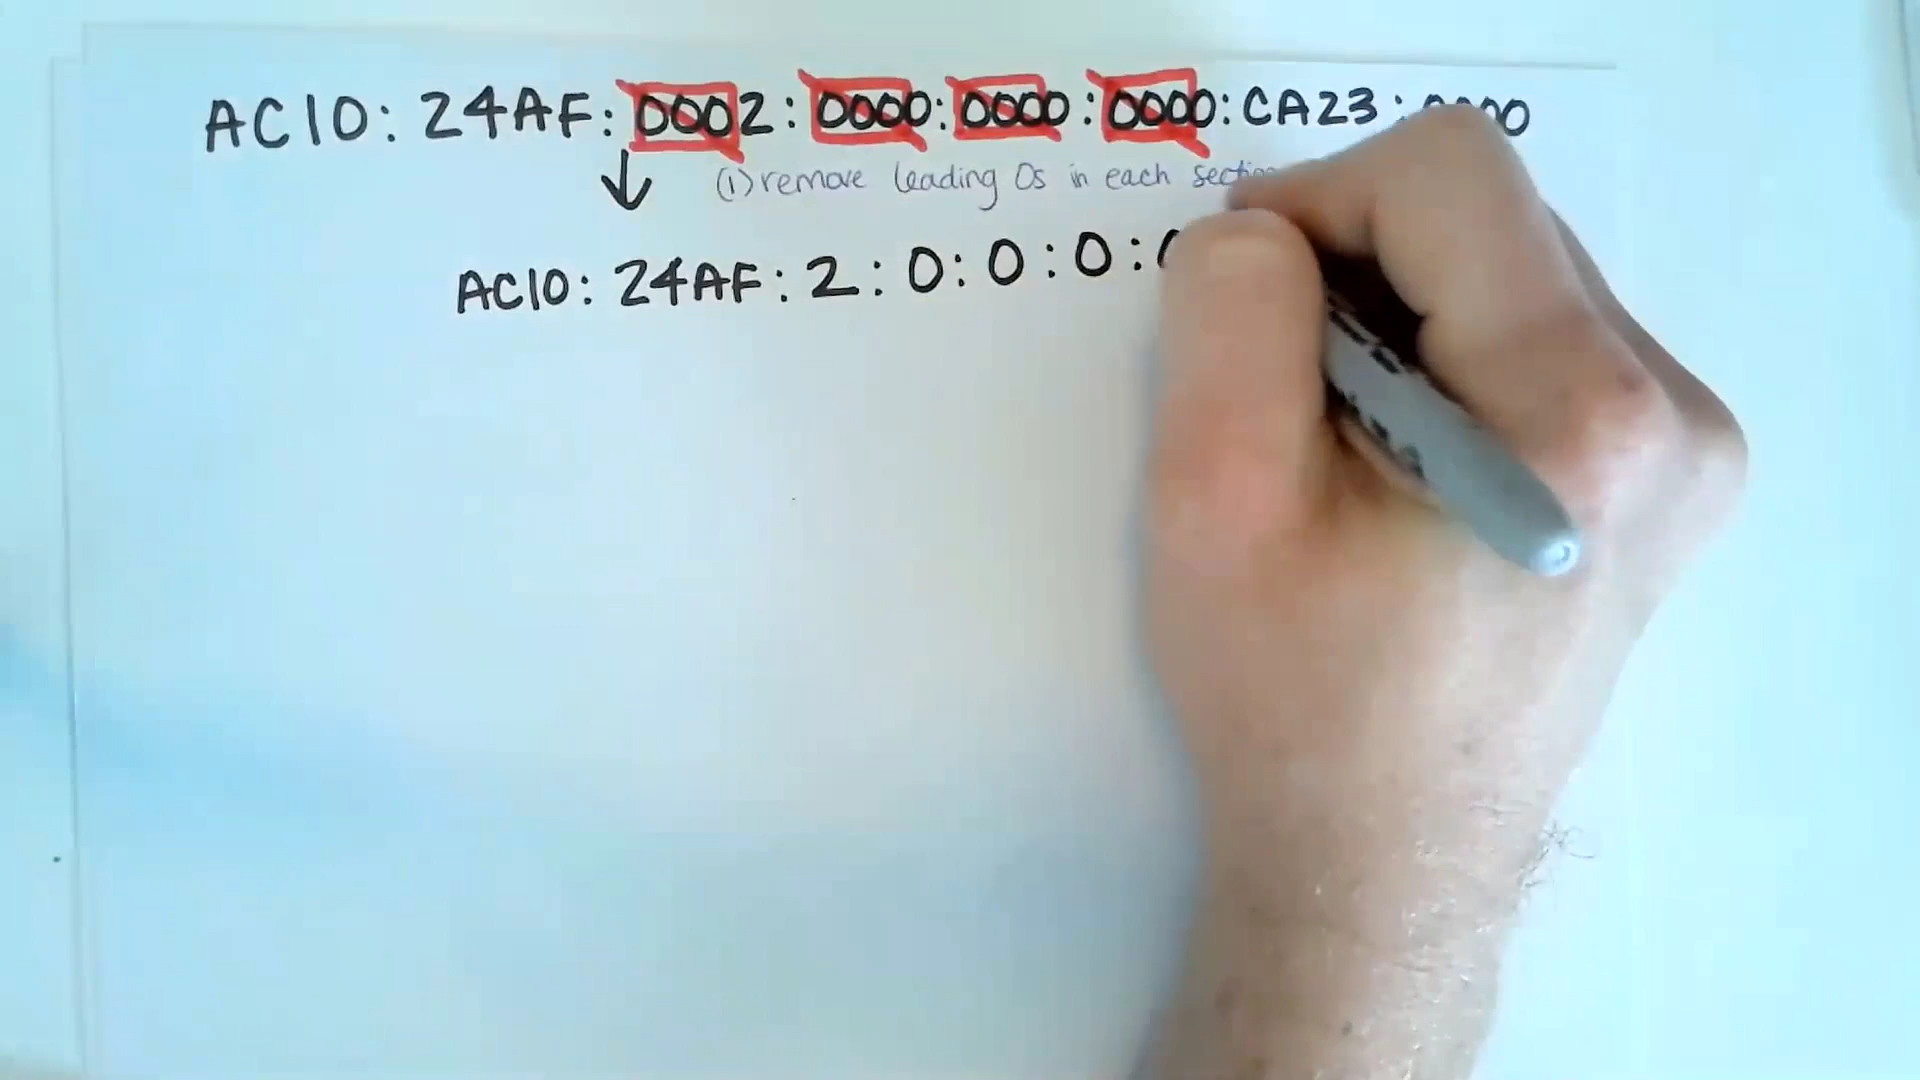 AC10: 24AF: 0002: 0000: 0000: 0000: CA23:
(1) remove leading 0s in each
AC10: 24AF: 2: 0: 0: 0: